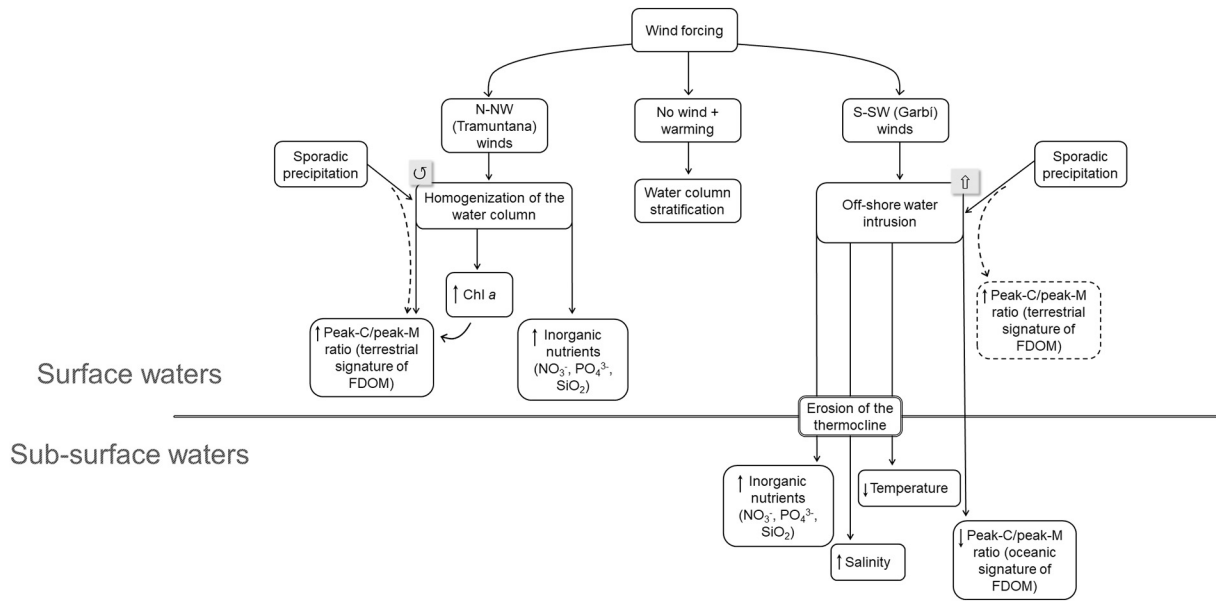 Wind forcing
N-NW
(Tramuntana)
winds
No wind +
warming
S-SW (Garbí)
winds
Sporadic
precipitation
↺
Homogenization of the
water column
Water column
stratification
⇧
Off-shore water
intrusion
Sporadic
precipitation
↑ Chl a
↑ Peak-C/peak-M
ratio (terrestrial
signature of
FDOM)
↑ Inorganic
nutrients
(NO₃⁻, PO₄³⁻,
SiO₂)
↑ Peak-C/peak-M
ratio (terrestrial
signature of
FDOM)
Surface waters
Erosion of the
thermocline
Sub-surface waters
↑ Inorganic
nutrients
(NO₃⁻, PO₄³⁻,
SiO₂)
↓ Temperature
↑ Salinity
↓ Peak-C/peak-M
ratio (oceanic
signature of
FDOM)